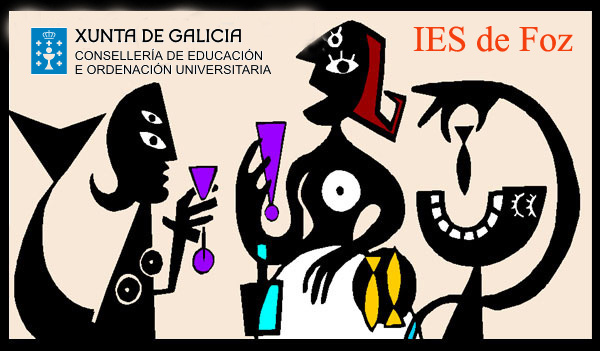 XUNTA DE GALICIA
CONSELLERÍA DE EDUCACIÓN
E ORDENACIÓN UNIVERSITARIA
IES de Foz